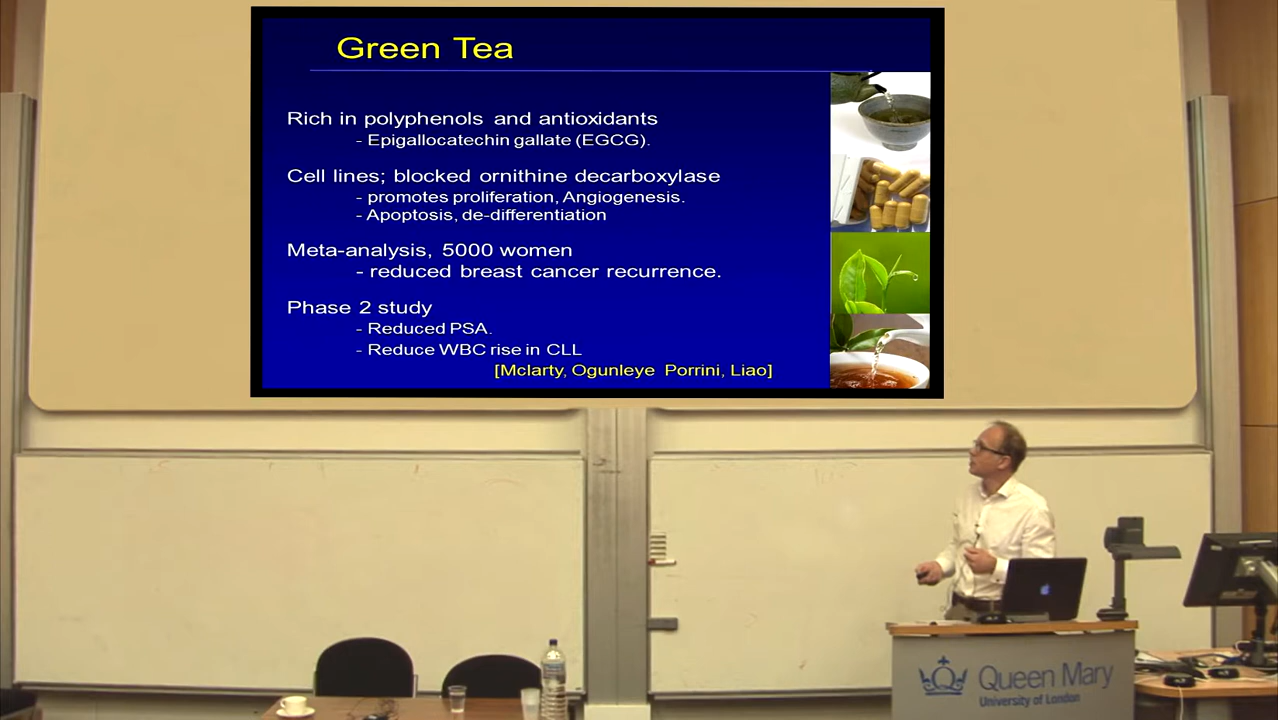 Green Tea
Rich in polyphenols and antioxidants
- Epigallocatechin gallate (EGCG).
Cell lines; blocked ornithine decarboxylase
- promotes proliferation, Angiogenesis.
- Apoptosis, de-differentiation
Meta-analysis, 5000 women
- reduced breast cancer recurrence.
Phase 2 study
- Reduced PSA.
- Reduce WBC rise in CLL
[Mclarty, Ogunleye Porrini, Liao]
Queen Mary
University of London